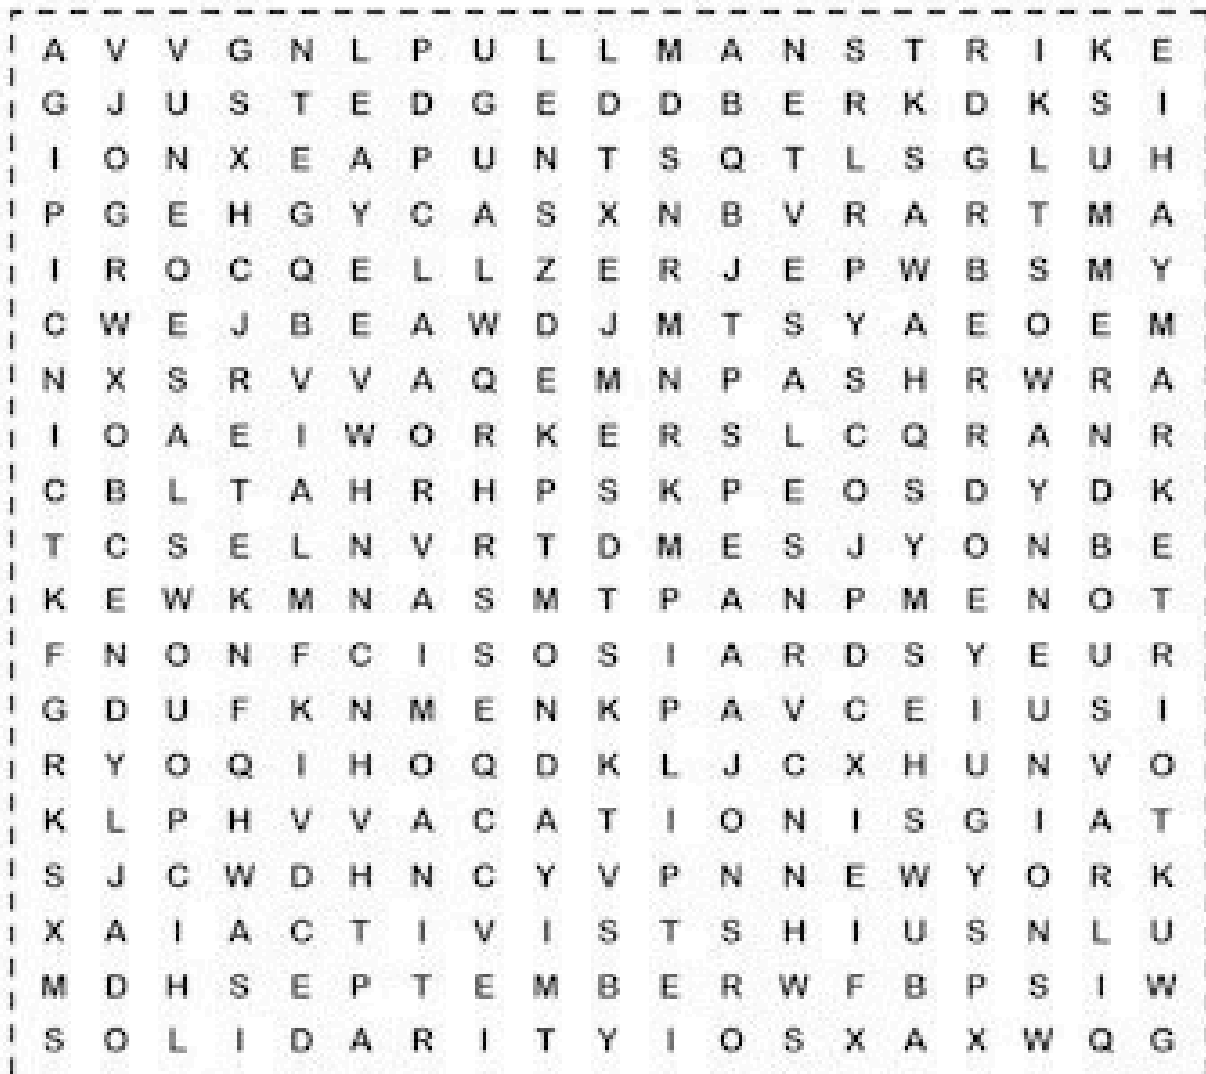 A V V G N L P U L L M A N S T R I K E
G J U S T E D G E D D B E R K D K S I
I O N X E A P U N T S Q T L S G L U H
P G E H G Y C A S X N B V R A R T M A
I R O C Q E L L Z E R J E P W B S M Y
C W E J B E A W D J M T S Y A E O E M
N X S R V V A Q E M N P A S H R W R A
I O A E I W O R K E R S L C Q R A N R
C B L T A H R H P S K P E O S D Y D K
T C S E L N V R T D M E S J Y O N B E
K E W K M N A S M T P A N P M E N O T
F N O N F C I S O S I A R D S Y E U R
G D U F K N M E N K P A V C E I U S I
R Y O Q I H O Q D K L J C X H U N V O
K L P H V V A C A T I O N I S G I A T
S J C W D H N C Y V P N N E W Y O R K
X A I A C T I V I S T S H I U S N L U
M D H S E P T E M B E R W F B P S I W
S O L I D A R I T Y I O S X A X W Q G